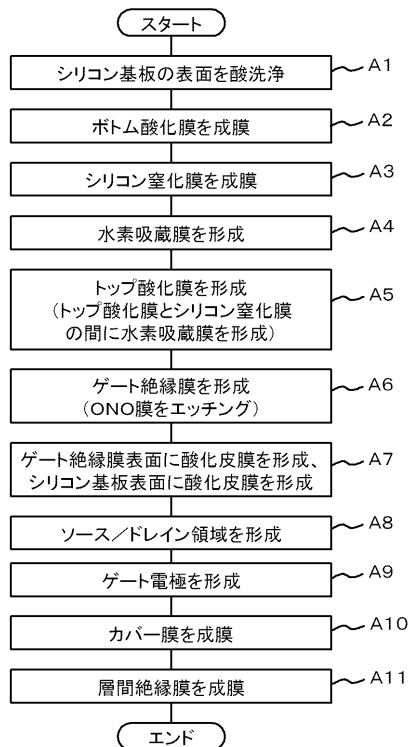 スタート
シリコン基板の表面を酸洗浄 A1
ボトム酸化膜を成膜 A2
シリコン窒化膜を成膜 A3
水素吸蔵膜を形成 A4
トップ酸化膜を形成
(トップ酸化膜とシリコン窒化膜
の間に水素吸蔵膜を形成) A5
ゲート絶縁膜を形成
(ONO膜をエッチング) A6
ゲート絶縁膜表面に酸化皮膜を形成、
シリコン基板表面に酸化皮膜を形成 A7
ソース／ドレイン領域を形成 A8
ゲート電極を形成 A9
カバー膜を成膜 A10
層間絶縁膜を成膜 A11
エンド